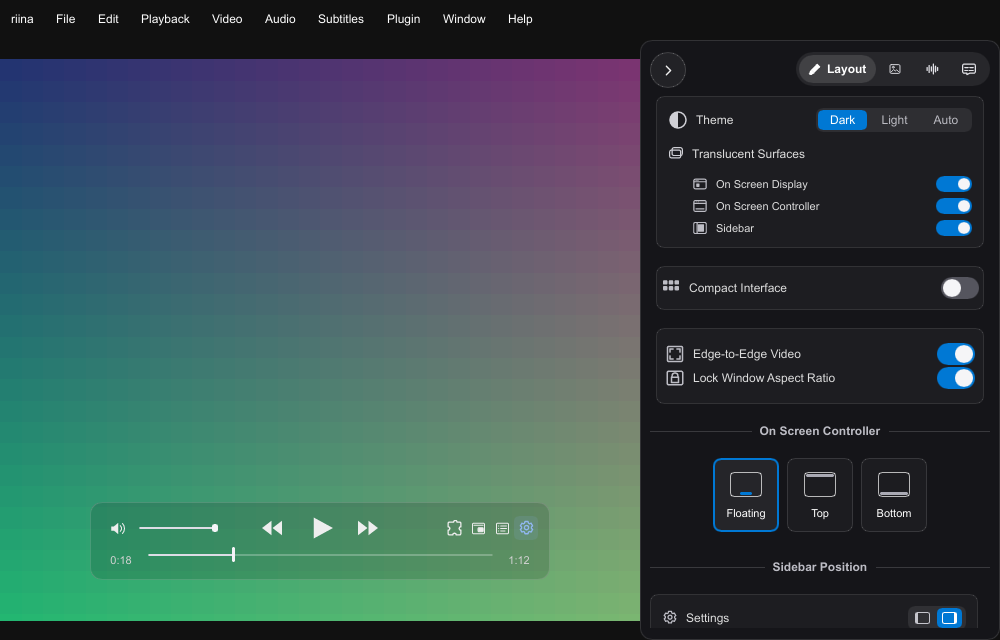 riina File Edit Playback Video Audio Subtitles Plugin Window Help
Layout
Theme Dark Light Auto
Translucent Surfaces
On Screen Display
On Screen Controller
Sidebar
Compact Interface
Edge-to-Edge Video
Lock Window Aspect Ratio
On Screen Controller
Floating Top Bottom
0:18 1:12
Sidebar Position
Settings